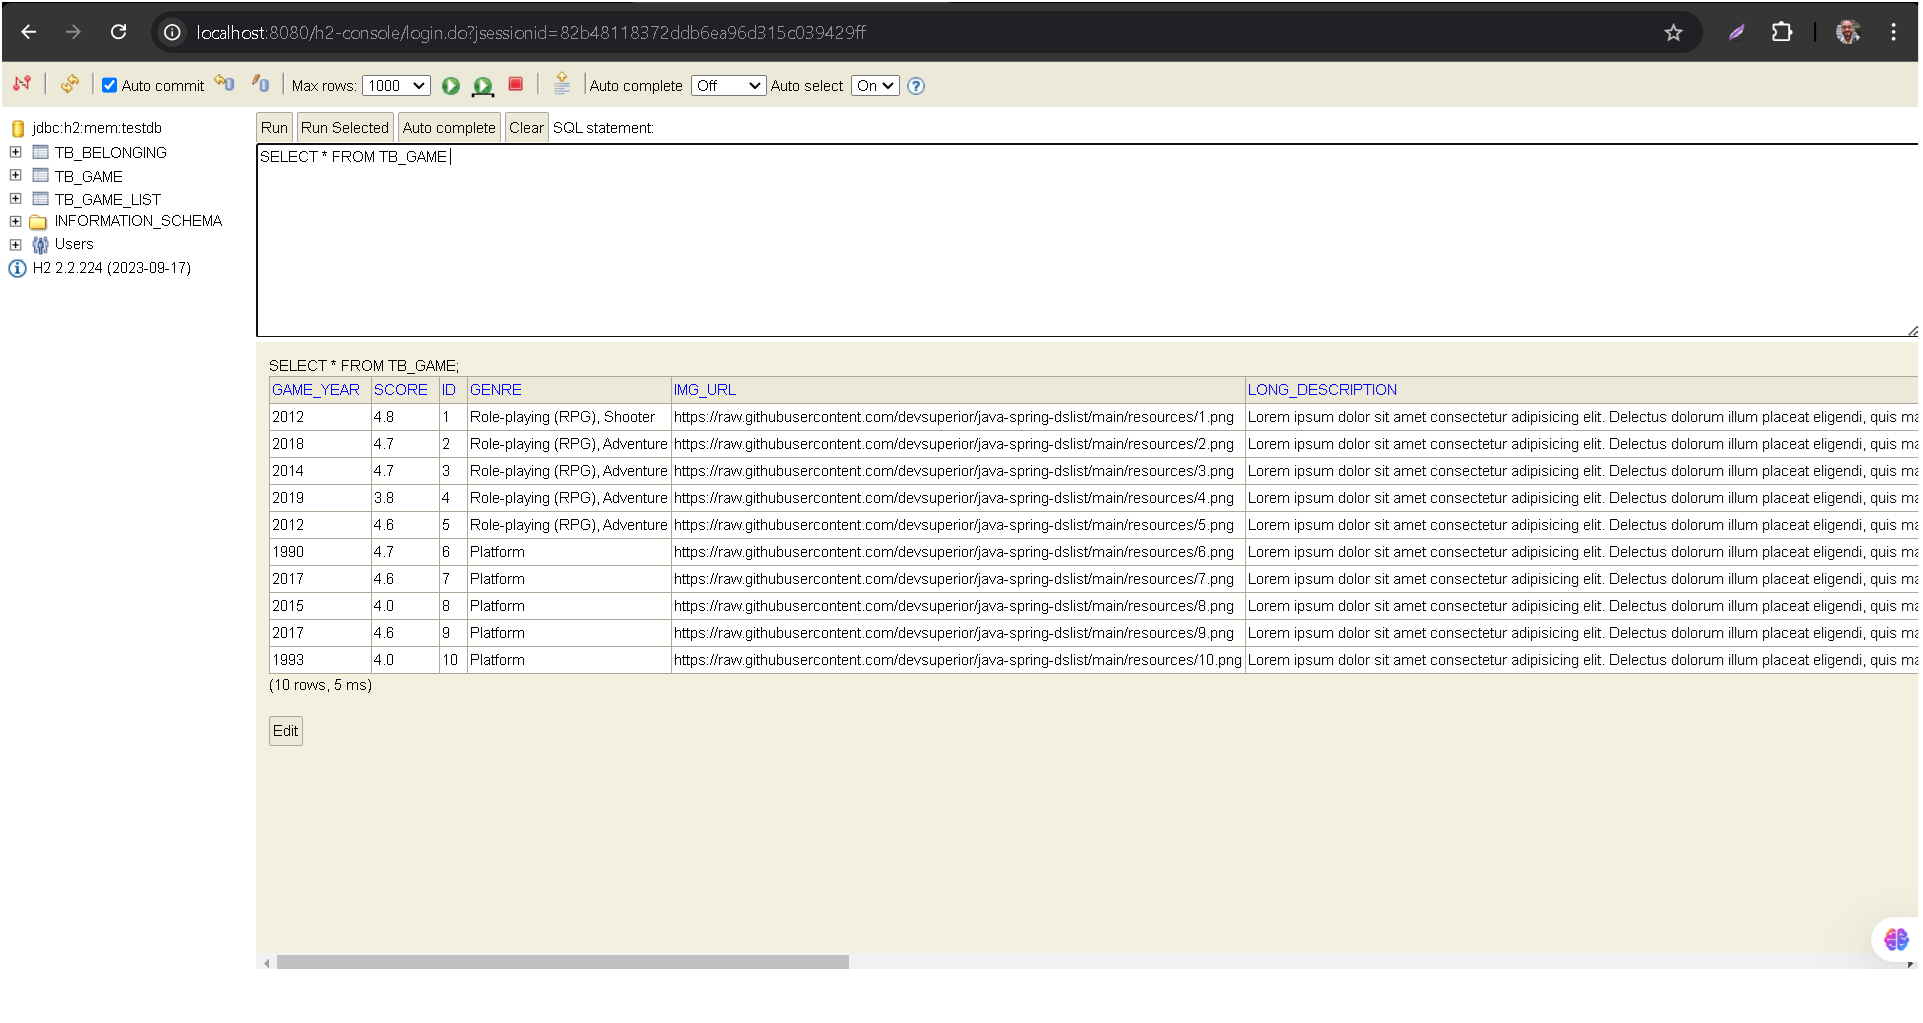 localhost:8080/h2-console/login.do?jsessionid=82b48118372ddb6ea96d315c039429ff
Auto commit Max rows: 1000 Auto complete Off Auto select On
jdbc:h2:mem:testdb
TB_BELONGING
TB_GAME
TB_GAME_LIST
INFORMATION_SCHEMA
Users
H2 2.2.224 (2023-09-17)
Run Run Selected Auto complete Clear SQL statement:
SELECT * FROM TB_GAME
SELECT * FROM TB_GAME;
GAME_YEAR SCORE ID GENRE IMG_URL LONG_DESCRIPTION
2012 4.8 1 Role-playing (RPG), Shooter https://raw.githubusercontent.com/devsuperior/java-spring-dslist/main/resources/1.png Lorem ipsum dolor sit amet consectetur adipisicing elit. Delectus dolorum illum placeat eligendi, quis ma
2018 4.7 2 Role-playing (RPG), Adventure https://raw.githubusercontent.com/devsuperior/java-spring-dslist/main/resources/2.png Lorem ipsum dolor sit amet consectetur adipisicing elit. Delectus dolorum illum placeat eligendi, quis ma
2014 4.7 3 Role-playing (RPG), Adventure https://raw.githubusercontent.com/devsuperior/java-spring-dslist/main/resources/3.png Lorem ipsum dolor sit amet consectetur adipisicing elit. Delectus dolorum illum placeat eligendi, quis ma
2019 3.8 4 Role-playing (RPG), Adventure https://raw.githubusercontent.com/devsuperior/java-spring-dslist/main/resources/4.png Lorem ipsum dolor sit amet consectetur adipisicing elit. Delectus dolorum illum placeat eligendi, quis ma
2012 4.6 5 Role-playing (RPG), Adventure https://raw.githubusercontent.com/devsuperior/java-spring-dslist/main/resources/5.png Lorem ipsum dolor sit amet consectetur adipisicing elit. Delectus dolorum illum placeat eligendi, quis ma
1990 4.7 6 Platform https://raw.githubusercontent.com/devsuperior/java-spring-dslist/main/resources/6.png Lorem ipsum dolor sit amet consectetur adipisicing elit. Delectus dolorum illum placeat eligendi, quis ma
2017 4.6 7 Platform https://raw.githubusercontent.com/devsuperior/java-spring-dslist/main/resources/7.png Lorem ipsum dolor sit amet consectetur adipisicing elit. Delectus dolorum illum placeat eligendi, quis ma
2015 4.0 8 Platform https://raw.githubusercontent.com/devsuperior/java-spring-dslist/main/resources/8.png Lorem ipsum dolor sit amet consectetur adipisicing elit. Delectus dolorum illum placeat eligendi, quis ma
2017 4.6 9 Platform https://raw.githubusercontent.com/devsuperior/java-spring-dslist/main/resources/9.png Lorem ipsum dolor sit amet consectetur adipisicing elit. Delectus dolorum illum placeat eligendi, quis ma
1993 4.0 10 Platform https://raw.githubusercontent.com/devsuperior/java-spring-dslist/main/resources/10.png Lorem ipsum dolor sit amet consectetur adipisicing elit. Delectus dolorum illum placeat eligendi, quis ma
(10 rows, 5 ms)
Edit